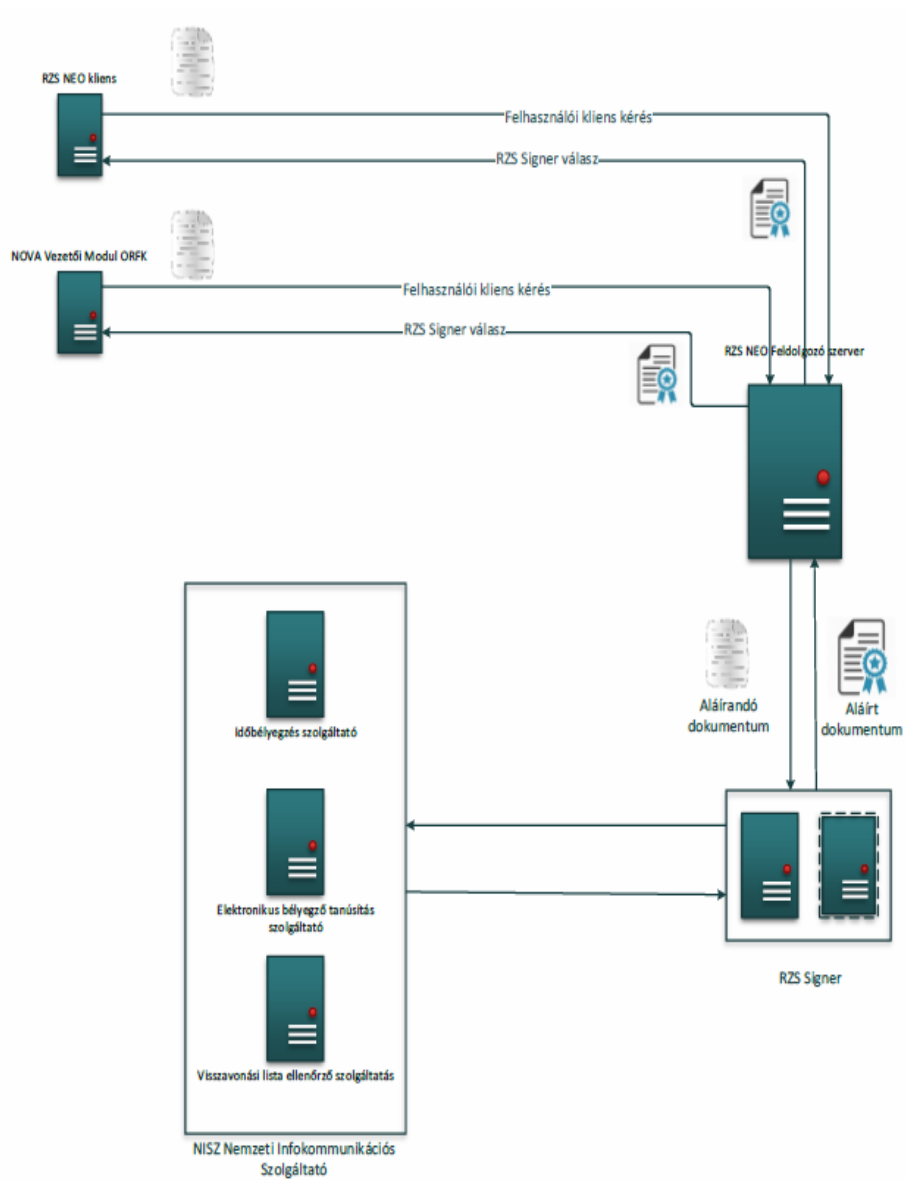 RZS NEO kliens
Felhasználói kliens kérés
RZS Signer válasz
NOVA Vezetői Modul ORFK
Felhasználói kliens kérés
RZS Signer válasz
RZS NEO Feldolgozó szerver
Aláírandó
dokumentum
Aláírt
dokumentum
Időbélyegzés szolgáltató
Elektronikus bélyegző tanúsítás
szolgáltató
Visszavonási lista ellenőrző szolgáltatás
RZS Signer
NISZ Nemzeti Infokommunikációs
Szolgáltató